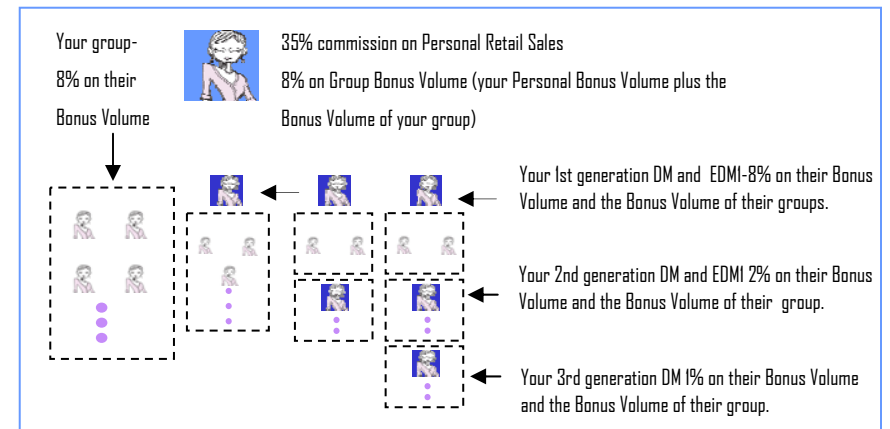 Your group-
8% on their
Bonus Volume
35% commission on Personal Retail Sales
8% on Group Bonus Volume (your Personal Bonus Volume plus the
Bonus Volume of your group)
Your 1st generation DM and EDM1-8% on their Bonus
Volume and the Bonus Volume of their groups.
Your 2nd generation DM and EDM1 2% on their Bonus
Volume and the Bonus Volume of their group.
Your 3rd generation DM 1% on their Bonus Volume
and the Bonus Volume of their group.